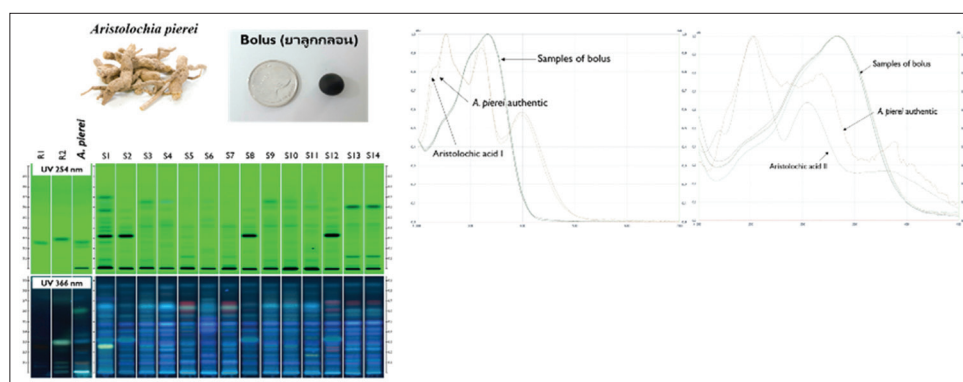 Aristolochia pierei
Bolus (ยาลูกกลอน)
R1 R2 A. pierei S1 S2 S3 S4 S5 S6 S7 S8 S9 S10 S11 S12 S13 S14
UV 254 nm
UV 366 nm
Samples of bolus
A. pierei authentic
Aristolochic acid I
Samples of bolus
A. pierei authentic
Aristolochic acid II